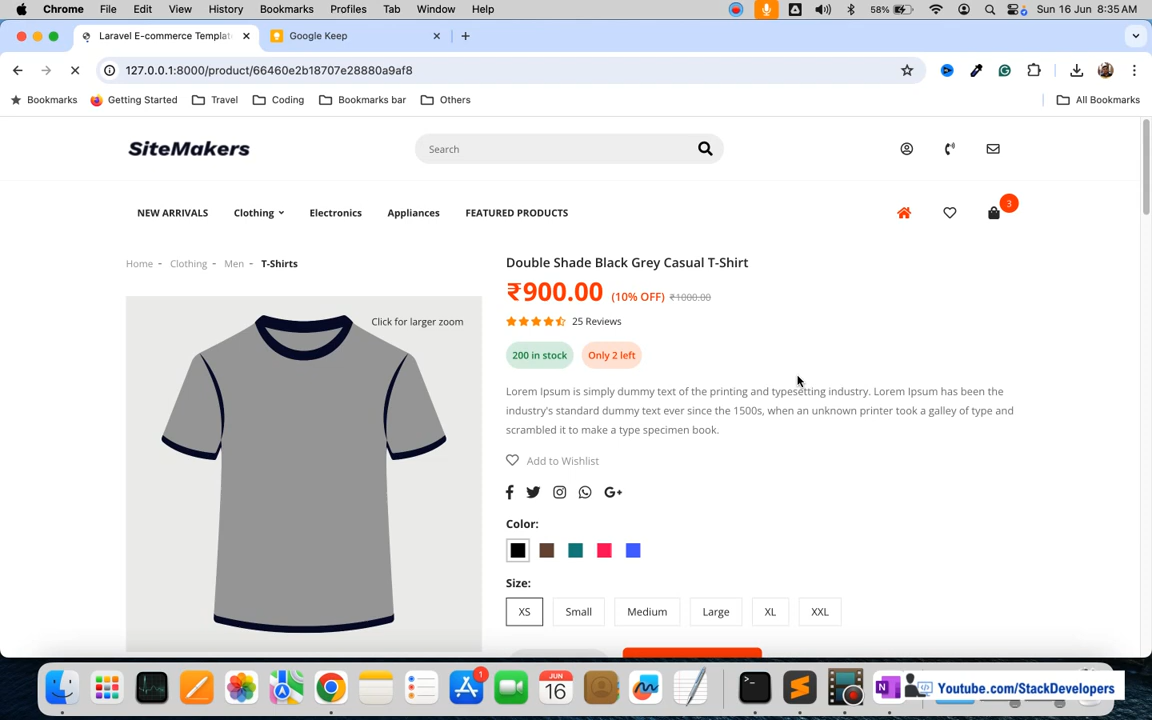 Chrome File Edit View History Bookmarks Profiles Tab Window Help 58% Sun 16 Jun 8:35 AM
Laravel E-commerce Templat Google Keep
127.0.0.1:8000/product/66460e2b18707e28880a9af8
Bookmarks Getting Started Travel Coding Bookmarks bar Others All Bookmarks
SiteMakers Search
NEW ARRIVALS Clothing Electronics Appliances FEATURED PRODUCTS 3
Home - Clothing - Men - T-Shirts
Double Shade Black Grey Casual T-Shirt
₹900.00 (10% OFF) ₹1000.00
Click for larger zoom
25 Reviews
200 in stock Only 2 left
Lorem Ipsum is simply dummy text of the printing and typesetting industry. Lorem Ipsum has been the
industry's standard dummy text ever since the 1500s, when an unknown printer took a galley of type and
scrambled it to make a type specimen book.
Add to Wishlist
G+
Color:
Size:
XS Small Medium Large XL XXL
1
JUN
16
Youtube.com/StackDevelopers